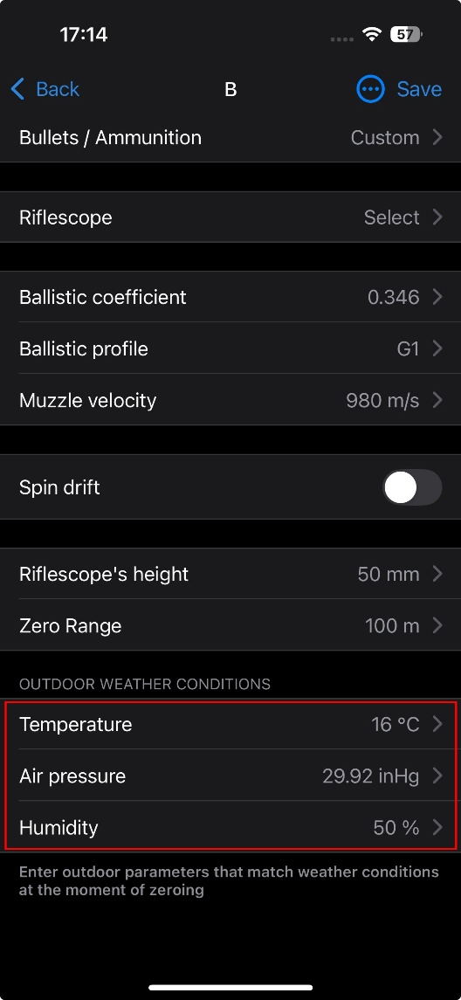 17:14
57
Back
B
Save
Bullets / Ammunition
Custom
Riflescope
Select
Ballistic coefficient
0.346
Ballistic profile
G1
Muzzle velocity
980 m/s
Spin drift
Riflescope's height
50 mm
Zero Range
100 m
OUTDOOR WEATHER CONDITIONS
Temperature
16 °C
Air pressure
29.92 inHg
Humidity
50 %
Enter outdoor parameters that match weather conditions
at the moment of zeroing